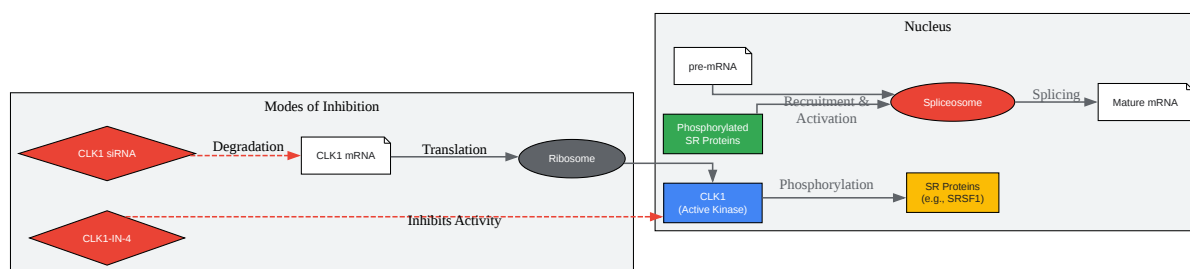 Nucleus
pre-mRNA
Recruitment &
Activation
Spliceosome
Splicing
Mature mRNA
Phosphorylated
SR Proteins
Modes of Inhibition
CLK1 siRNA
Degradation
CLK1 mRNA
Translation
Ribosome
CLK1
(Active Kinase)
Phosphorylation
SR Proteins
(e.g., SRSF1)
CLK1-IN-4
Inhibits Activity